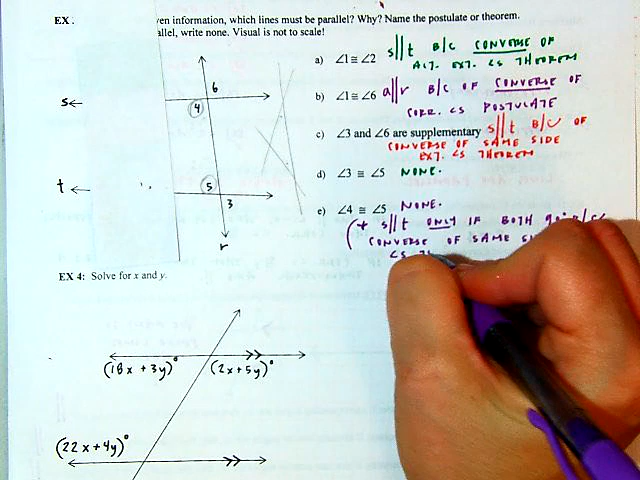 EX. ven information, which lines must be parallel? Why? Name the postulate or theorem.
allel, write none. Visual is not to scale!
a) ∠1 ≅ ∠2 s∥t B/C CONVERSE OF
ALT. EXT. ∠S THEOREM
b) ∠1 ≅ ∠6 a∥r B/C OF CONVERSE OF
CORR. ∠S POSTULATE
c) ∠3 and ∠6 are supplementary s∥t B/C OF
CONVERSE OF SAME SIDE
EXT. ∠S THEOREM
d) ∠3 ≅ ∠5 NONE.
e) ∠4 ≅ ∠5 NONE.
(* s∥t ONLY IF BOTH 90° B/C
CONVERSE OF SAME SI
∠S
6
4
s
5
t
3
r
EX 4: Solve for x and y.
(18x + 3y)° (2x + 5y)°
(22x + 4y)°